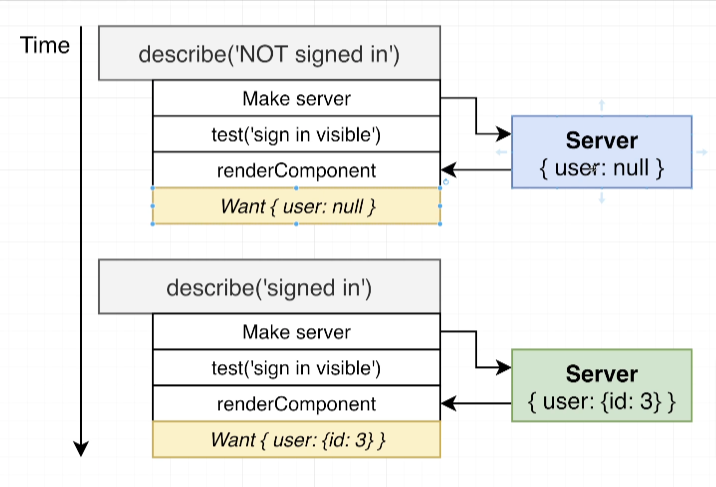 Time
describe('NOT signed in')
Make server
test('sign in visible')
renderComponent
Want { user: null }
Server
{ user: null }
describe('signed in')
Make server
test('sign in visible')
renderComponent
Want { user: {id: 3} }
Server
{ user: {id: 3} }